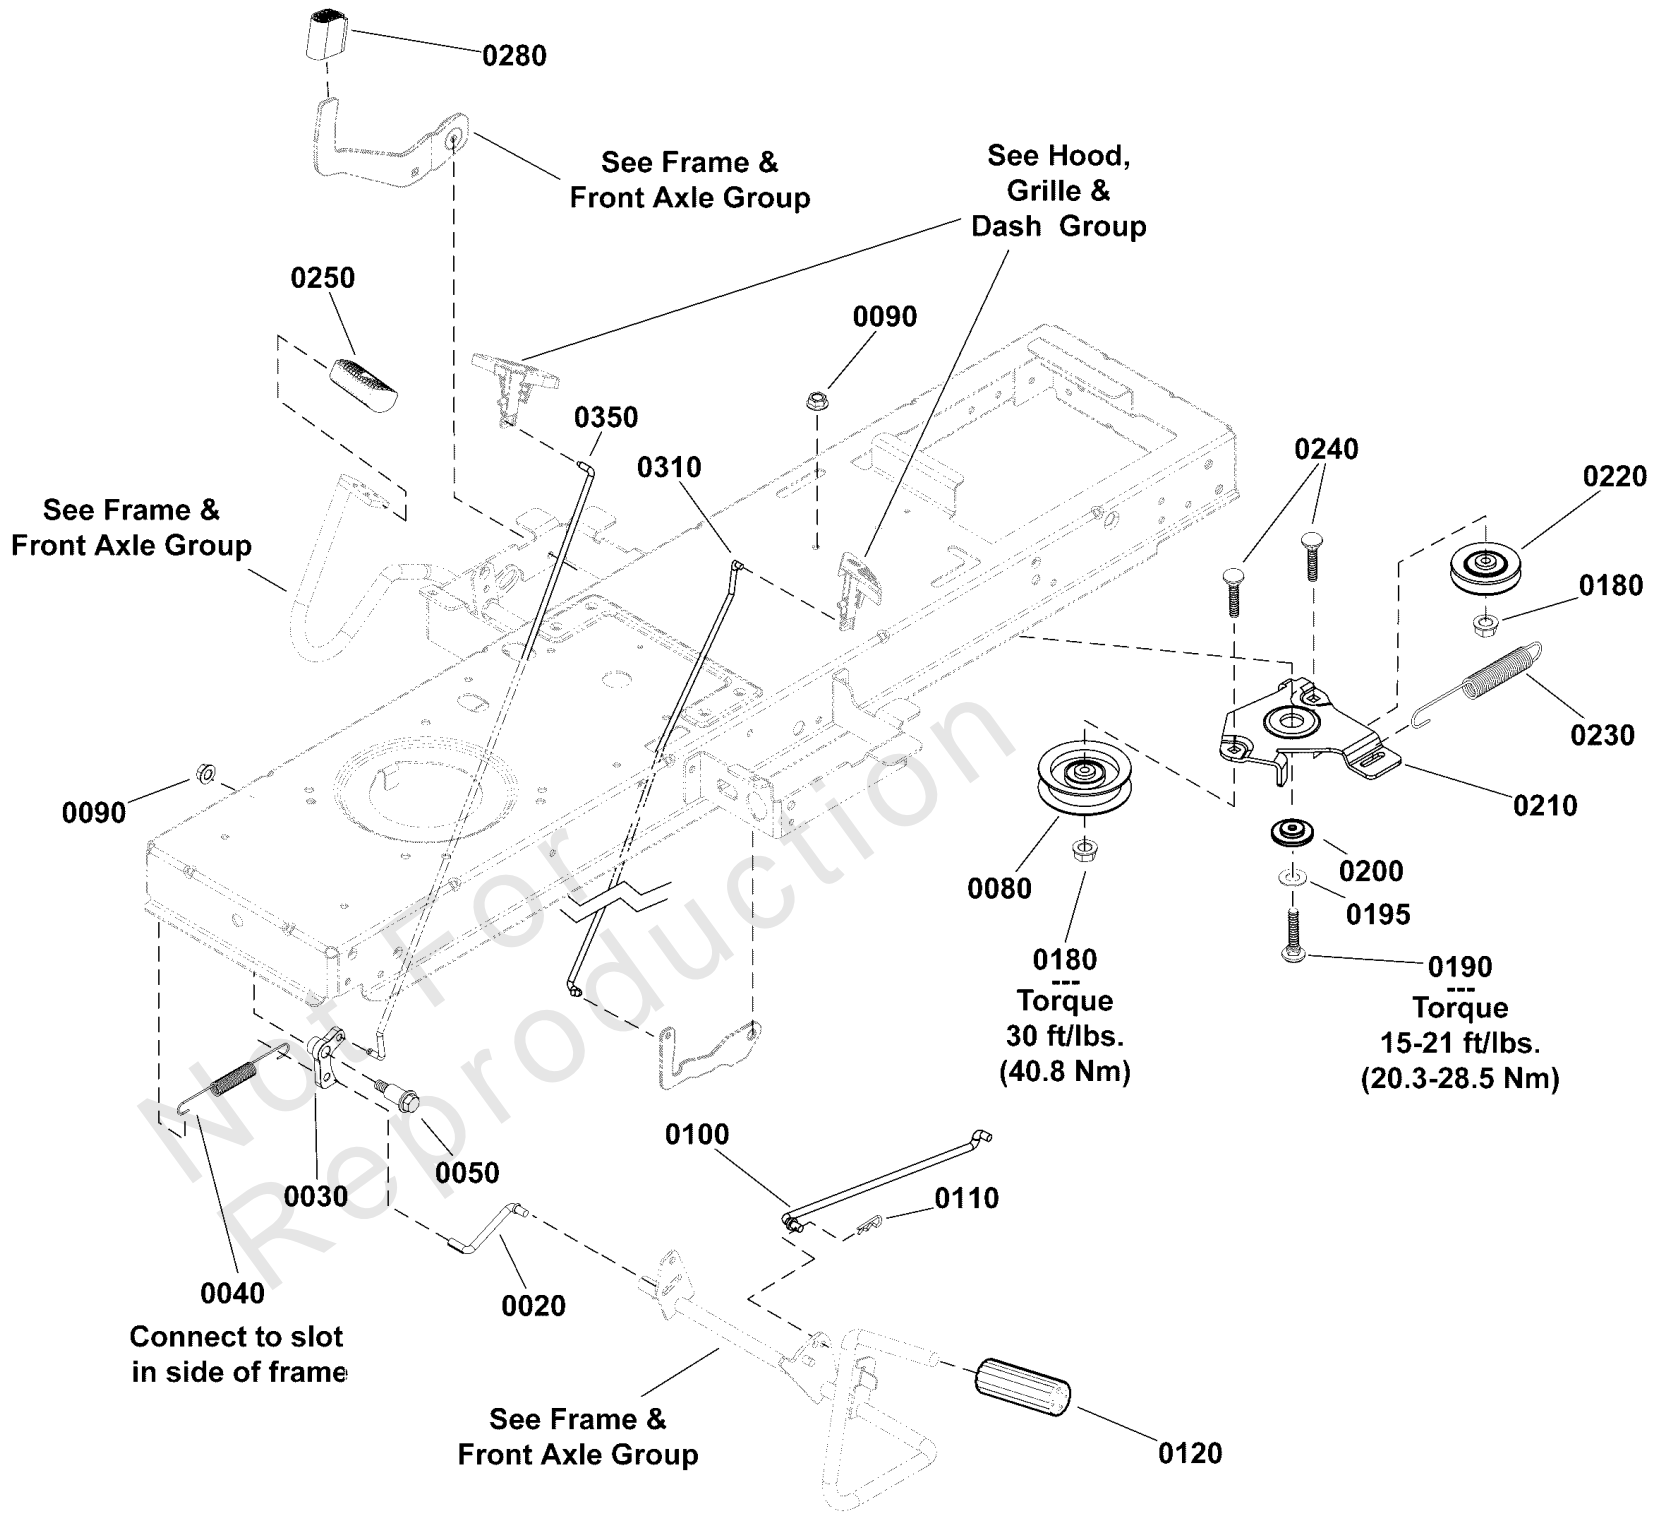 0280
See Frame &
Front Axle Group
See Hood,
Grille &
Dash Group
0250
0090
0350
0310
0240
0220
See Frame &
Front Axle Group
0180
0230
0210
0090
0080
0200
0195
0180
---
Torque
30 ft/lbs.
(40.8 Nm)
0190
---
Torque
15-21 ft/lbs.
(20.3-28.5 Nm)
Not For
Reproduction
0100
0050
0030
0110
0040
Connect to slot
in side of frame
0020
See Frame &
Front Axle Group
0120